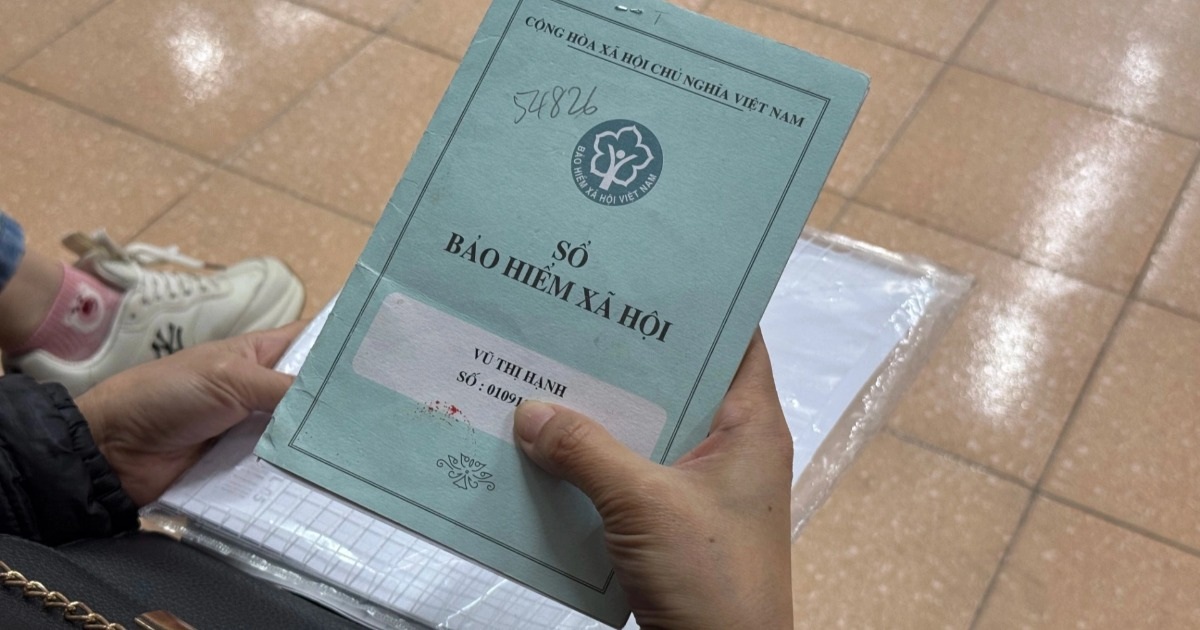 CỘNG HÒA XÃ HỘI CHỦ NGHĨA VIỆT NAM
54826
BẢO HIỂM XÃ HỘI VIỆT NAM
SỔ
BẢO HIỂM XÃ HỘI
VŨ THỊ HẠNH
SỐ : 01091